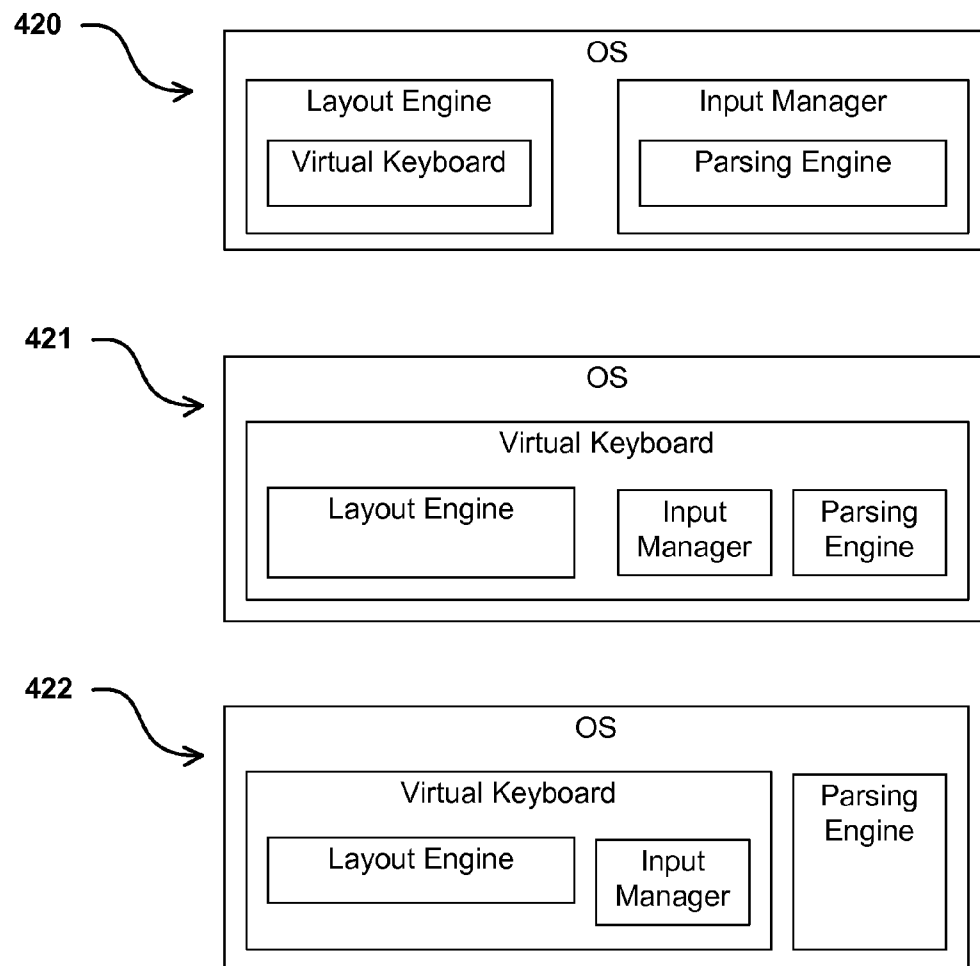 420
OS
Layout Engine
Input Manager
Virtual Keyboard
Parsing Engine
421
OS
Virtual Keyboard
Layout Engine
Input
Manager
Parsing
Engine
422
OS
Virtual Keyboard
Parsing
Engine
Layout Engine
Input
Manager